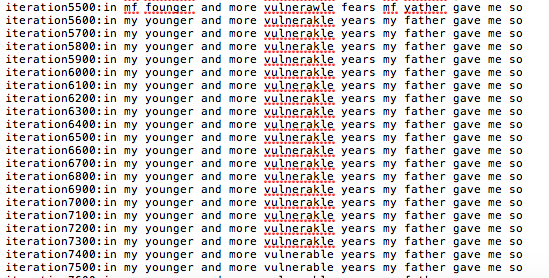 iteration5500:in mf founger and more vulnerawle fears mf yather gave me so
iteration5600:in my younger and more vulnerakle years my father gave me so
iteration5700:in my younger and more vulnerakle years my father gave me so
iteration5800:in my younger and more vulnerakle years my father gave me so
iteration5900:in my younger and more vulnerakle years my father gave me so
iteration6000:in my younger and more vulnerakle years my father gave me so
iteration6100:in my younger and more vulnerakle years my father gave me so
iteration6200:in my younger and more vulnerakle years my father gave me so
iteration6300:in my younger and more vulnerakle years my father gave me so
iteration6400:in my younger and more vulnerakle years my father gave me so
iteration6500:in my younger and more vulnerakle years my father gave me so
iteration6600:in my younger and more vulnerakle years my father gave me so
iteration6700:in my younger and more vulnerakle years my father gave me so
iteration6800:in my younger and more vulnerakle years my father gave me so
iteration6900:in my younger and more vulnerakle years my father gave me so
iteration7000:in my younger and more vulnerakle years my father gave me so
iteration7100:in my younger and more vulnerakle years my father gave me so
iteration7200:in my younger and more vulnerakle years my father gave me so
iteration7300:in my younger and more vulnerakle years my father gave me so
iteration7400:in my younger and more vulnerable years my father gave me so
iteration7500:in my younger and more vulnerable years my father gave me so